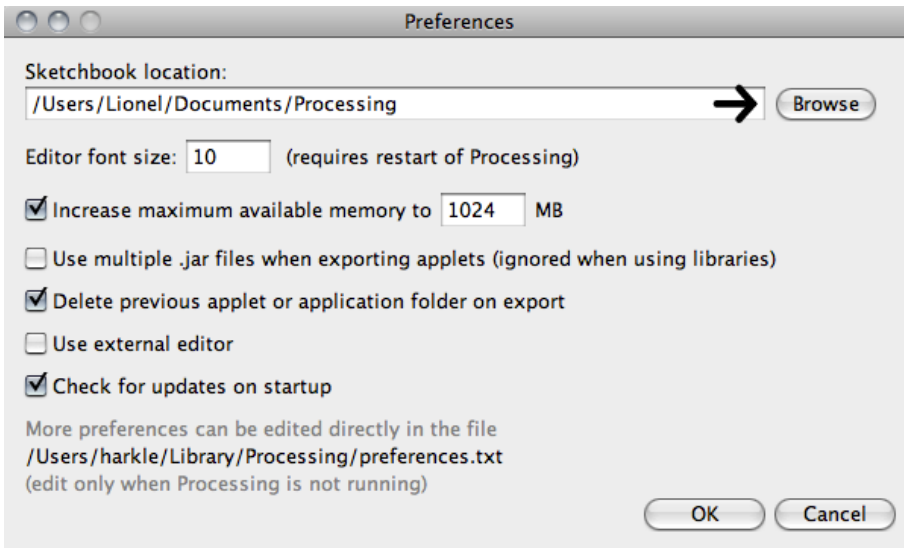 Preferences
Sketchbook location:
/Users/Lionel/Documents/Processing
Browse
Editor font size: 10 (requires restart of Processing)
Increase maximum available memory to 1024 MB
Use multiple .jar files when exporting applets (ignored when using libraries)
Delete previous applet or application folder on export
Use external editor
Check for updates on startup
More preferences can be edited directly in the file
/Users/harkle/Library/Processing/preferences.txt
(edit only when Processing is not running)
OK Cancel